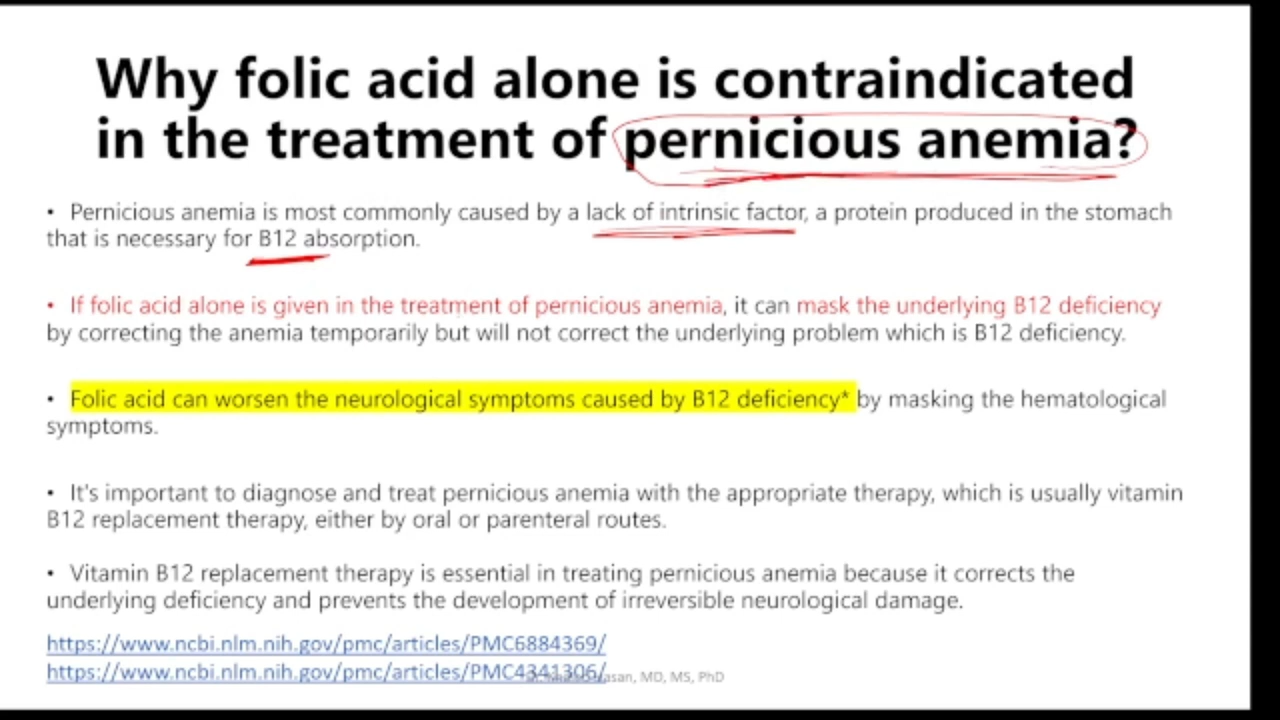 Why folic acid alone is contraindicated
in the treatment of pernicious anemia?
• Pernicious anemia is most commonly caused by a lack of intrinsic factor, a protein produced in the stomach
that is necessary for B12 absorption.
• If folic acid alone is given in the treatment of pernicious anemia, it can mask the underlying B12 deficiency
by correcting the anemia temporarily but will not correct the underlying problem which is B12 deficiency.
• Folic acid can worsen the neurological symptoms caused by B12 deficiency* by masking the hematological
symptoms.
• It's important to diagnose and treat pernicious anemia with the appropriate therapy, which is usually vitamin
B12 replacement therapy, either by oral or parenteral routes.
• Vitamin B12 replacement therapy is essential in treating pernicious anemia because it corrects the
underlying deficiency and prevents the development of irreversible neurological damage.
https://www.ncbi.nlm.nih.gov/pmc/articles/PMC6884369/
https://www.ncbi.nlm.nih.gov/pmc/articles/PMC4341306/
MD, MS, PhD